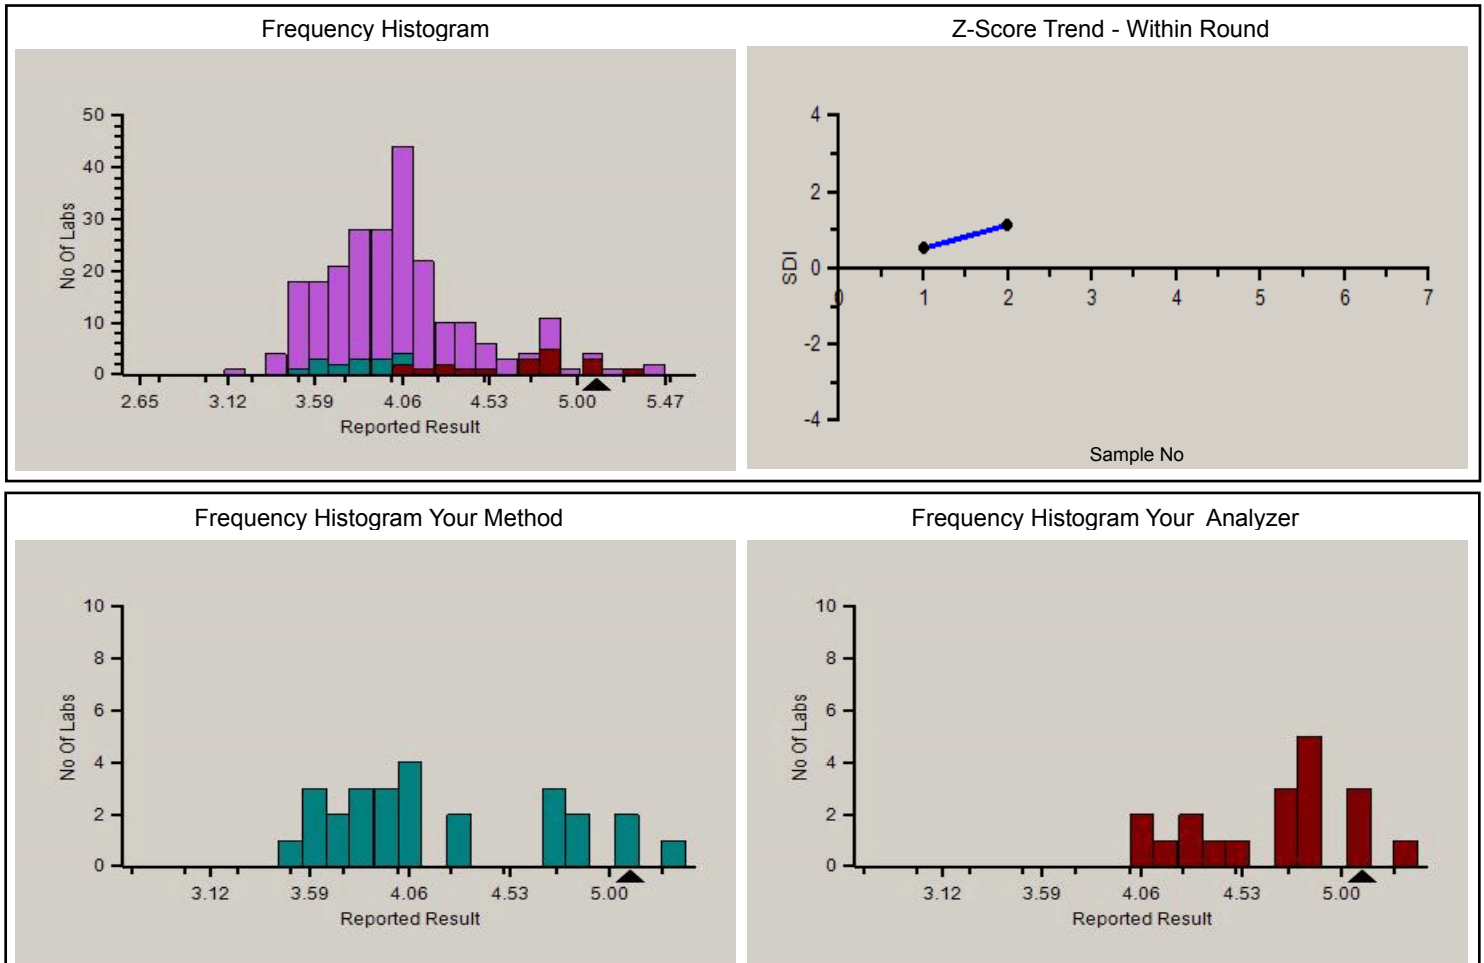 Frequency Histogram
50
40
30
20
10
0
No Of Labs
2.65 3.12 3.59 4.06 4.53 5.00 5.47
Reported Result
Z-Score Trend - Within Round
4
2
0
-2
-4
SDI
0 1 2 3 4 5 6 7
Sample No
Frequency Histogram Your Method
10
8
6
4
2
0
No Of Labs
3.12 3.59 4.06 4.53 5.00
Reported Result
Frequency Histogram Your Analyzer
10
8
6
4
2
0
No Of Labs
3.12 3.59 4.06 4.53 5.00
Reported Result